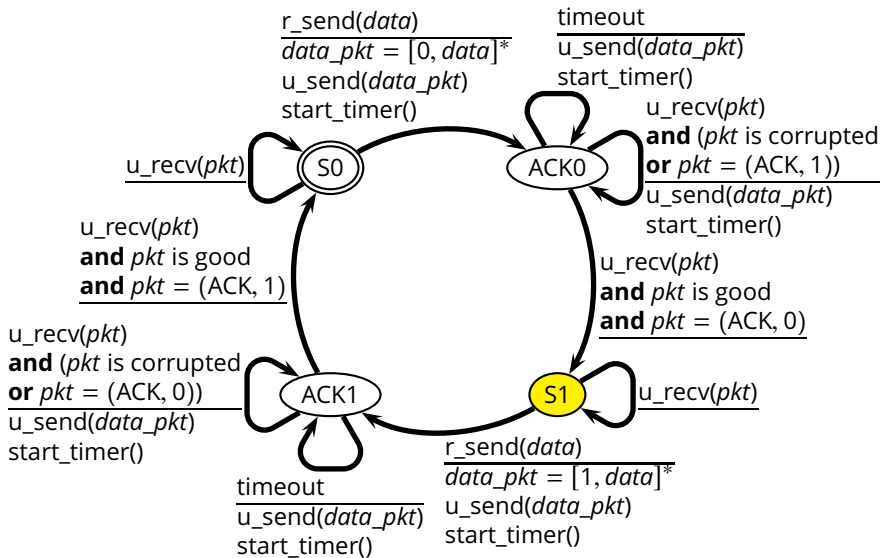 r_send(data)
data_pkt = [0, data]*
u_send(data_pkt)
start_timer()
timeout
u_send(data_pkt)
start_timer()
u_recv(pkt)
and (pkt is corrupted
or pkt = (ACK, 1))
u_send(data_pkt)
start_timer()
u_recv(pkt)
S0
ACK0
u_recv(pkt)
and pkt is good
and pkt = (ACK, 1)
u_recv(pkt)
and pkt is good
and pkt = (ACK, 0)
u_recv(pkt)
and (pkt is corrupted
or pkt = (ACK, 0))
u_send(data_pkt)
start_timer()
ACK1
S1
u_recv(pkt)
timeout
u_send(data_pkt)
start_timer()
r_send(data)
data_pkt = [1, data]*
u_send(data_pkt)
start_timer()